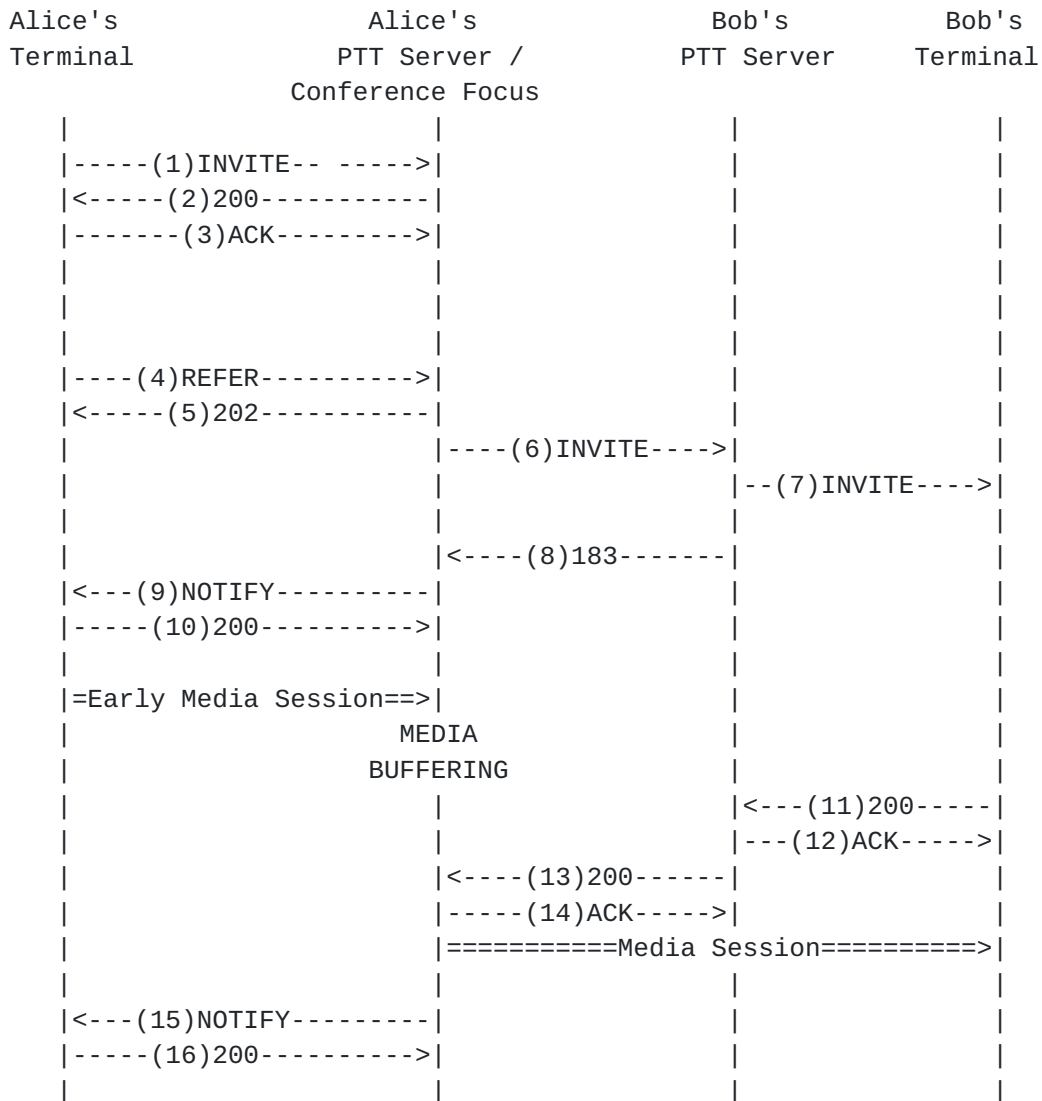 Alice's                Alice's               Bob's          Bob's
Terminal             PTT Server /          PTT Server     Terminal
                  Conference Focus
   |                       |                  |                |
   |-----(1)INVITE-- ----->|                  |                |
   |<-----(2)200-----------|                  |                |
   |-------(3)ACK--------->|                  |                |
   |                       |                  |                |
   |                       |                  |                |
   |                       |                  |                |
   |----(4)REFER---------->|                  |                |
   |<-----(5)202-----------|                  |                |
   |                       |----(6)INVITE---->|                |
   |                       |                  |--(7)INVITE---->|
   |                       |                  |                |
   |                       |<----(8)183-------|                |
   |<---(9)NOTIFY----------|                  |                |
   |-----(10)200---------->|                  |                |
   |                       |                  |                |
   |=Early Media Session==>|                  |                |
   |                     MEDIA                |                |
   |                   BUFFERING              |                |
   |                       |                  |<---(11)200-----|
   |                       |                  |---(12)ACK----->|
   |                       |<----(13)200------|                |
   |                       |-----(14)ACK----->|                |
   |                       |===========Media Session==========>|
   |                       |                  |                |
   |<---(15)NOTIFY---------|                  |                |
   |-----(16)200---------->|                  |                |
   |                       |                  |                |